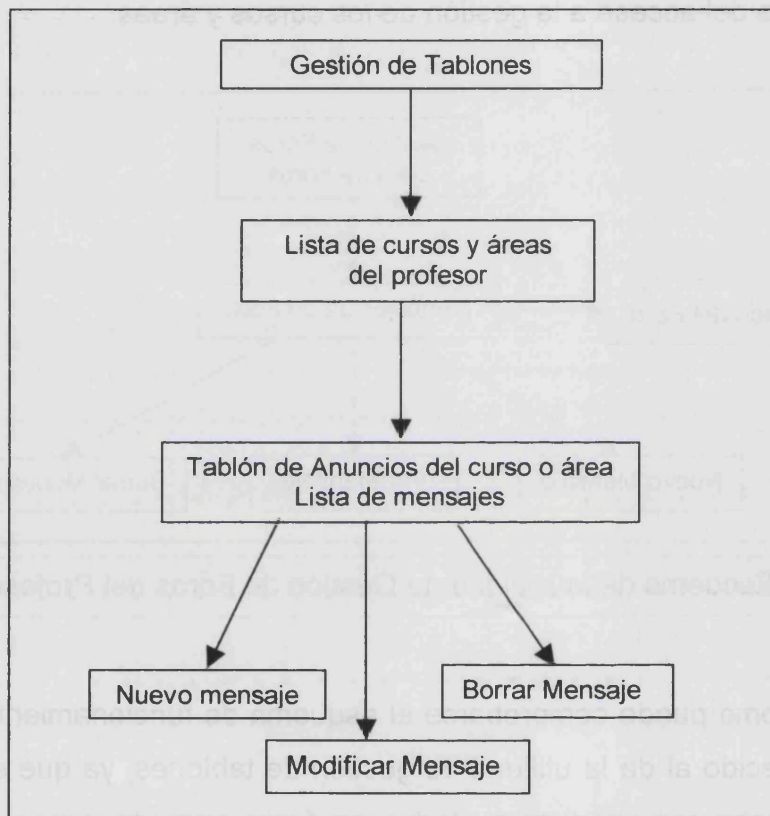 Gestión de Tablones
Lista de cursos y áreas
del profesor
Tablón de Anuncios del curso o área
Lista de mensajes
Nuevo mensaje
Borrar Mensaje
Modificar Mensaje